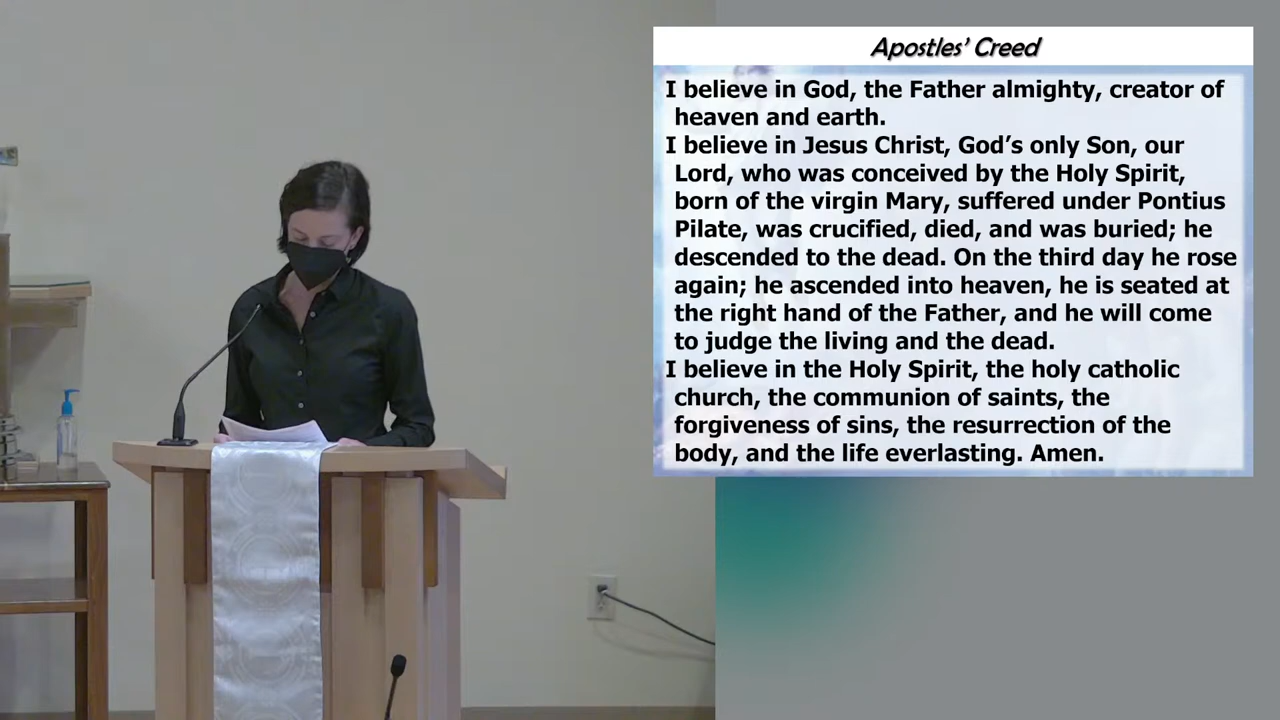 Apostles' Creed
I believe in God, the Father almighty, creator of
heaven and earth.
I believe in Jesus Christ, God's only Son, our
Lord, who was conceived by the Holy Spirit,
born of the virgin Mary, suffered under Pontius
Pilate, was crucified, died, and was buried; he
descended to the dead. On the third day he rose
again; he ascended into heaven, he is seated at
the right hand of the Father, and he will come
to judge the living and the dead.
I believe in the Holy Spirit, the holy catholic
church, the communion of saints, the
forgiveness of sins, the resurrection of the
body, and the life everlasting. Amen.